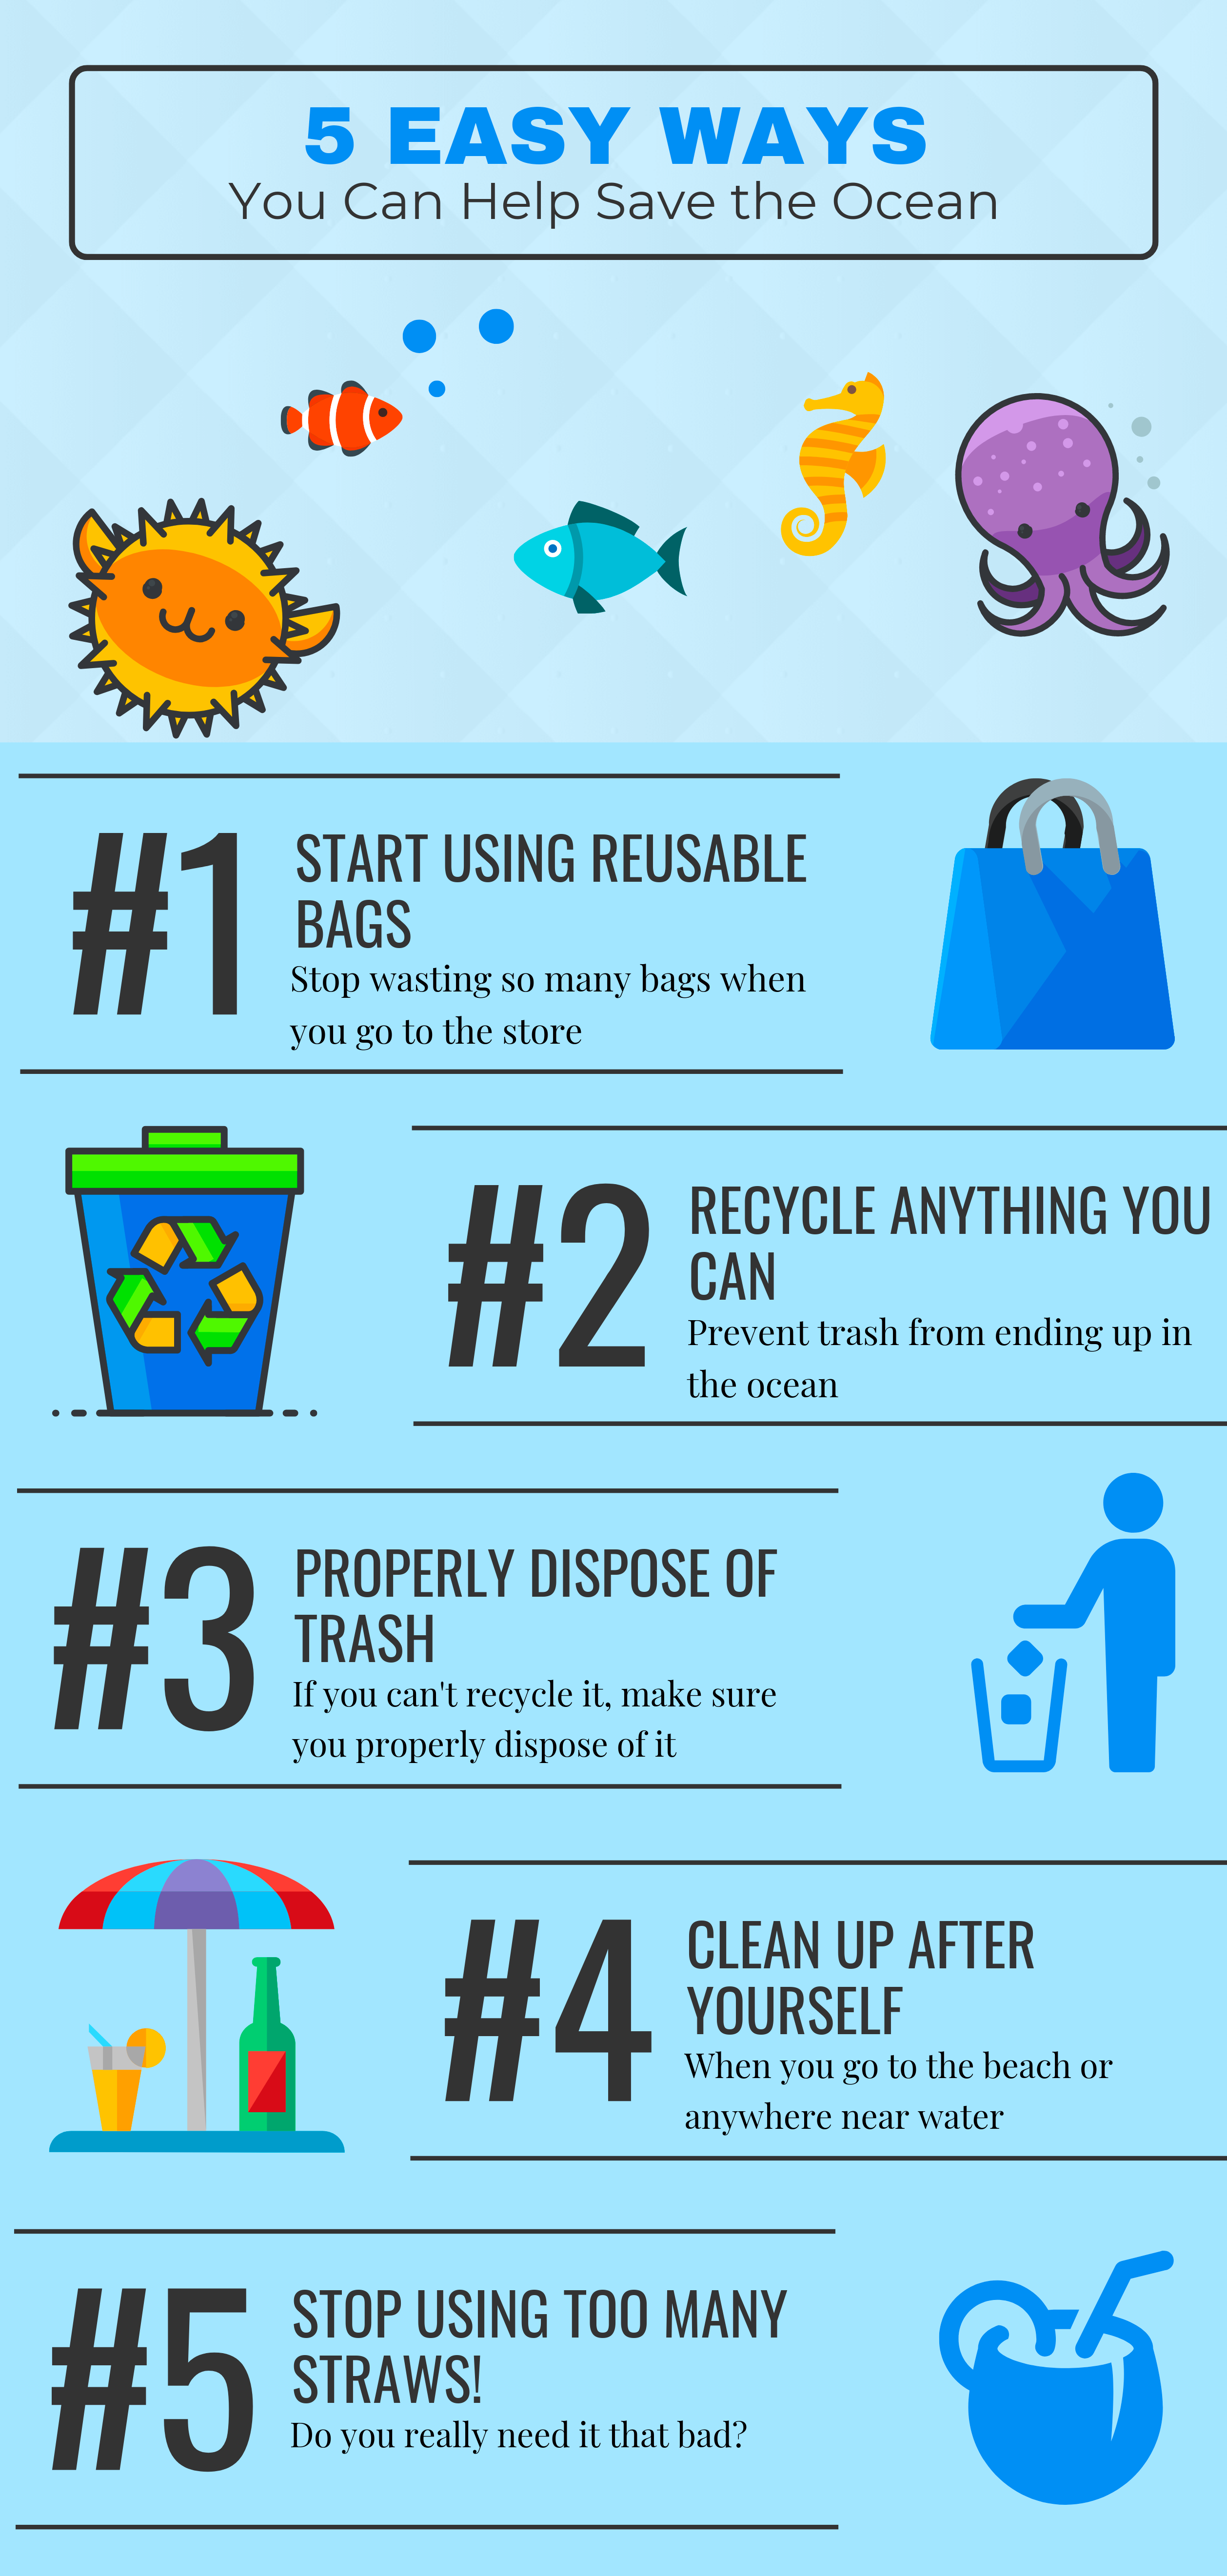 5 EASY WAYS
You Can Help Save the Ocean
#1
START USING REUSABLE
BAGS
Stop wasting so many bags when
you go to the store
#2
RECYCLE ANYTHING YOU
CAN
Prevent trash from ending up in
the ocean
#3
PROPERLY DISPOSE OF
TRASH
If you can't recycle it, make sure
you properly dispose of it
#4
CLEAN UP AFTER
YOURSELF
When you go to the beach or
anywhere near water
#5
STOP USING TOO MANY
STRAWS!
Do you really need it that bad?